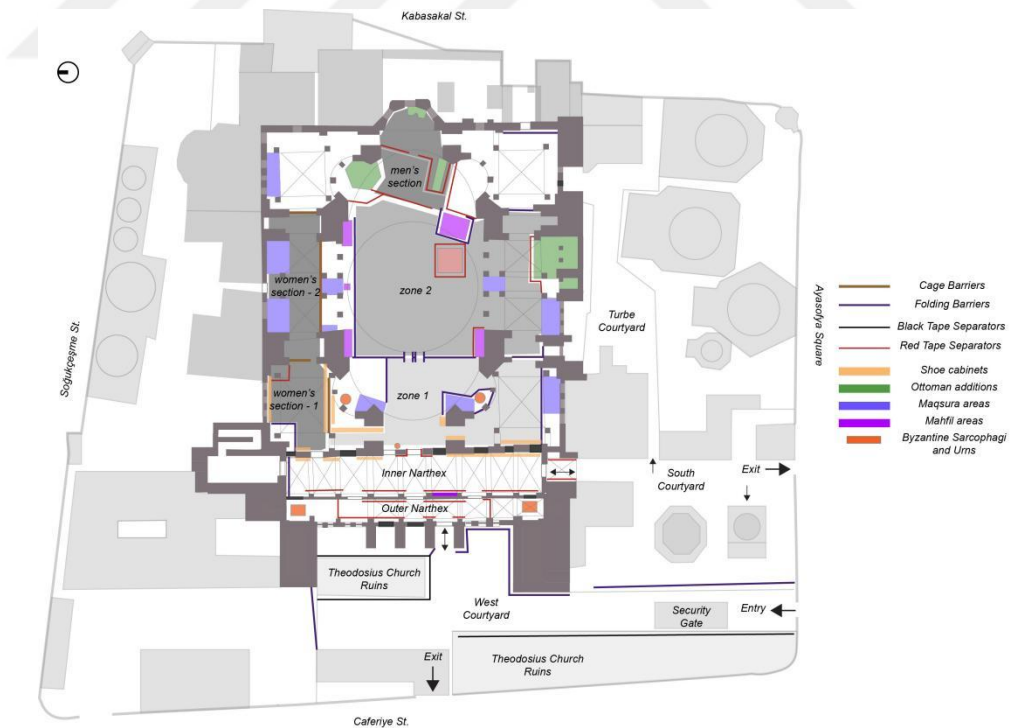 Kabasakal St.
men's
section
women's
section - 2
zone 2
Turbe
Courtyard
Soğukçeşme St.
Ayasofya Square
Cage Barriers
Folding Barriers
Black Tape Separators
Red Tape Separators
Shoe cabinets
Ottoman additions
Maqsura areas
Mahfil areas
Byzantine Sarcophagi
and Urns
women's
section - 1
zone 1
Inner Narthex
Outer Narthex
South
Courtyard
Exit
Theodosius Church
Ruins
West
Courtyard
Security
Gate
Entry
Exit
Theodosius Church
Ruins
Caferiye St.